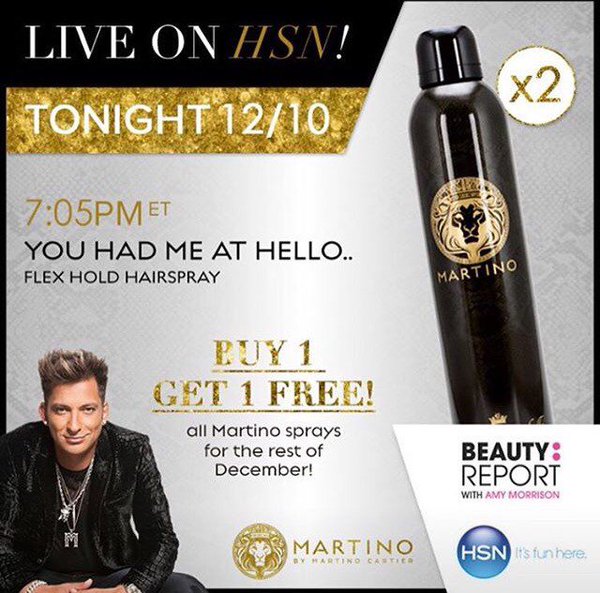 LIVE ON HSN!
TONIGHT 12/10
x2
7:05PM ET
YOU HAD ME AT HELLO..
FLEX HOLD HAIRSPRAY
MARTINO
BUY 1
GET 1 FREE!
all Martino sprays
for the rest of
December!
M
BEAUTY:
REPORT
WITH AMY MORRISON
MARTINO
BY MARTINO CARTIER
HSN It's fun here.